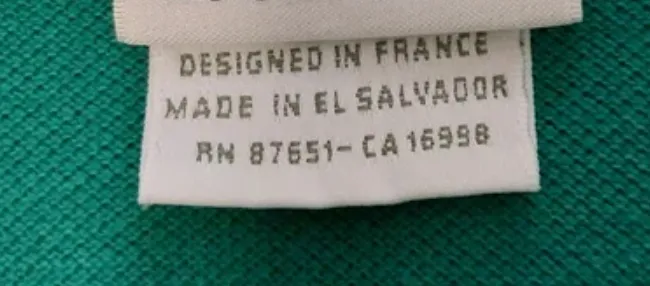 DESIGNED IN FRANCE
MADE IN EL SALVADOR
RN 87651-CA 16998